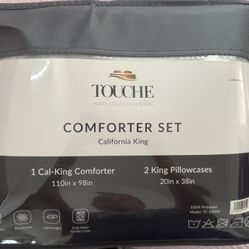 TOUCHE
HOME COLLECTION SERIES
COMFORTER SET
California King
1 Cal-King Comforter
110in x 98in
2 King Pillowcases
20in x 38in
100% Polyester